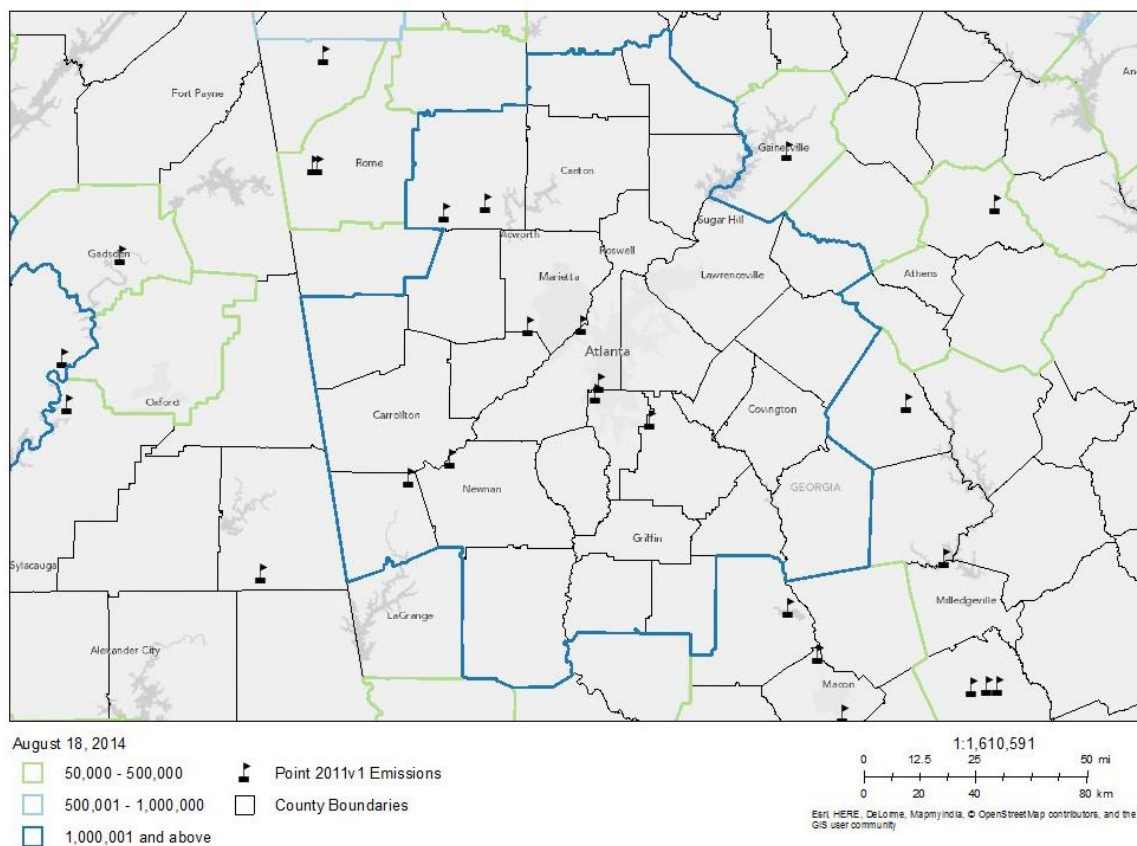 Fort Payne
Rome
Gainesville
Canton
Sugar Hill
Acworth
Roswell
Gadsden
Marietta
Lawrenceville
Athens
Atlanta
Oxford
Carrollton
Covington
Newnan
GEORGIA
Griffin
Sylacauga
LaGrange
Milledgeville
Alexander City
Macon
August 18, 2014
50,000 - 500,000
500,001 - 1,000,000
1,000,001 and above
Point 2011v1 Emissions
County Boundaries
1:1,610,591
0 12.5 25 50 mi
0 20 40 80 km
Esri, HERE, DeLorme, MapmyIndia, © OpenStreetMap contributors, and the
GIS user community